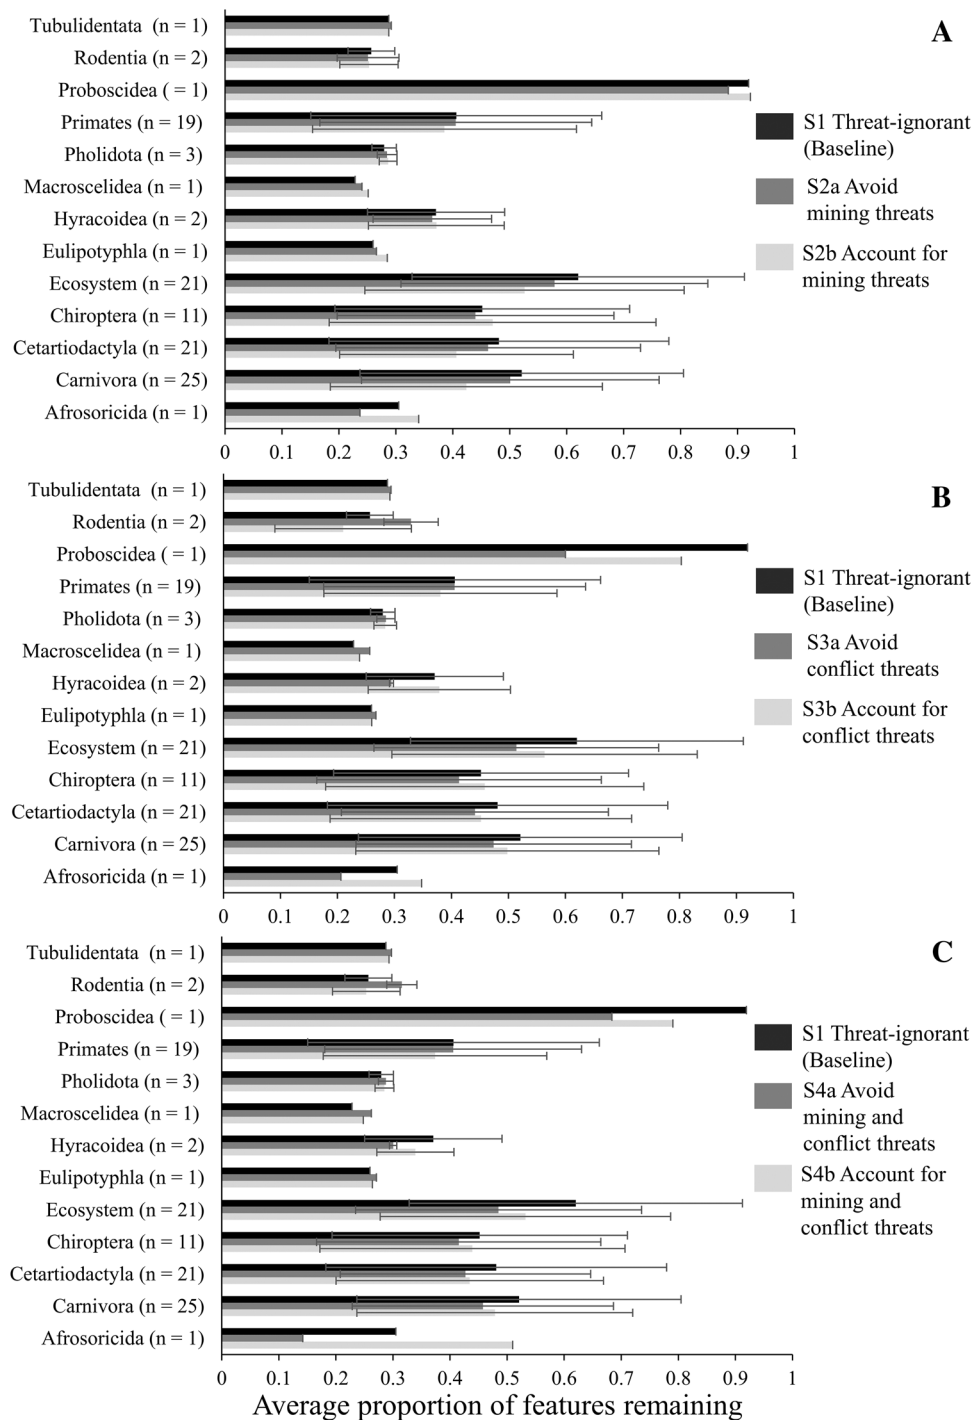 A
Tubulidentata (n = 1)
Rodentia (n = 2)
Proboscidea ( = 1)
Primates (n = 19)
Pholidota (n = 3)
Macroscelidea (n = 1)
Hyracoidea (n = 2)
Eulipotyphla (n = 1)
Ecosystem (n = 21)
Chiroptera (n = 11)
Cetartiodactyla (n = 21)
Carnivora (n = 25)
Afrosoricida (n = 1)
S1 Threat-ignorant
(Baseline)
S2a Avoid
mining threats
S2b Account for
mining threats
0 0.1 0.2 0.3 0.4 0.5 0.6 0.7 0.8 0.9 1
B
Tubulidentata (n = 1)
Rodentia (n = 2)
Proboscidea ( = 1)
Primates (n = 19)
Pholidota (n = 3)
Macroscelidea (n = 1)
Hyracoidea (n = 2)
Eulipotyphla (n = 1)
Ecosystem (n = 21)
Chiroptera (n = 11)
Cetartiodactyla (n = 21)
Carnivora (n = 25)
Afrosoricida (n = 1)
S1 Threat-ignorant
(Baseline)
S3a Avoid
conflict threats
S3b Account for
conflict threats
0 0.1 0.2 0.3 0.4 0.5 0.6 0.7 0.8 0.9 1
C
Tubulidentata (n = 1)
Rodentia (n = 2)
Proboscidea ( = 1)
Primates (n = 19)
Pholidota (n = 3)
Macroscelidea (n = 1)
Hyracoidea (n = 2)
Eulipotyphla (n = 1)
Ecosystem (n = 21)
Chiroptera (n = 11)
Cetartiodactyla (n = 21)
Carnivora (n = 25)
Afrosoricida (n = 1)
S1 Threat-ignorant
(Baseline)
S4a Avoid
mining and
conflict threats
S4b Account for
mining and
conflict threats
0 0.1 0.2 0.3 0.4 0.5 0.6 0.7 0.8 0.9 1
Average proportion of features remaining